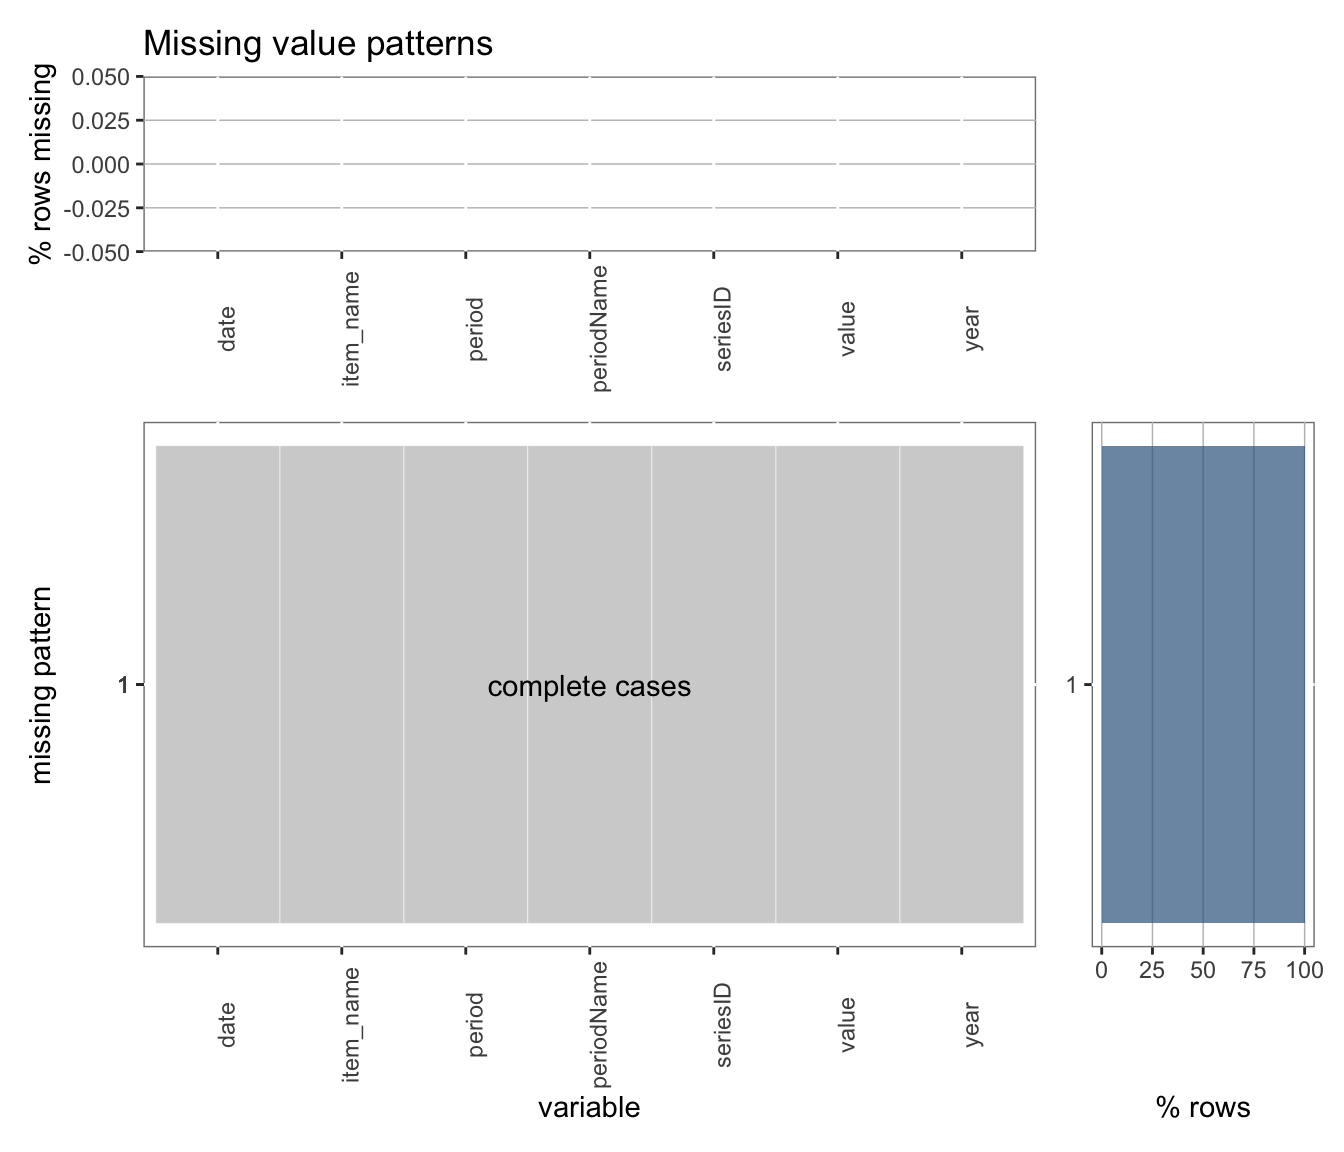 Missing value patterns
% rows missing
0.050
0.025
0.000
-0.025
-0.050
date item_name period periodName seriesID value year
missing pattern
1
complete cases
1
date item_name period periodName seriesID value year
0 25 50 75 100
variable
% rows